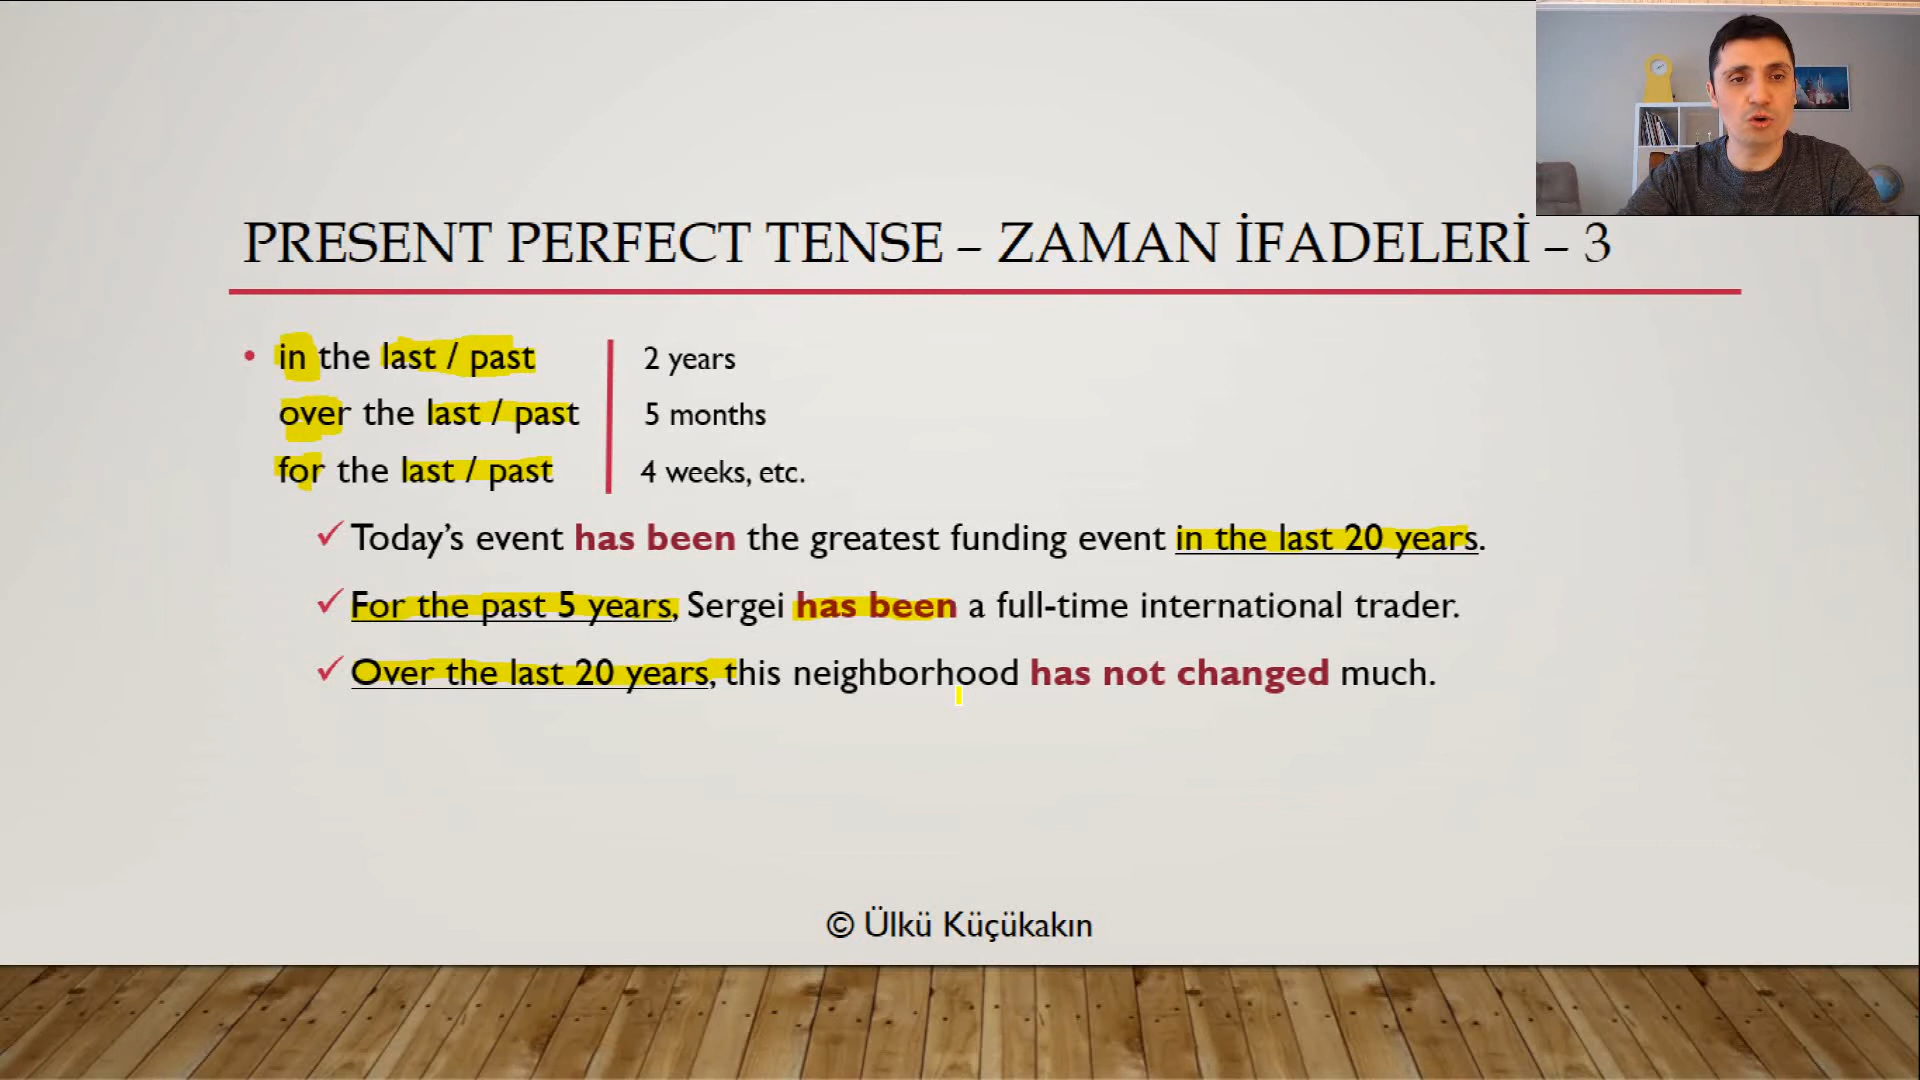 PRESENT PERFECT TENSE – ZAMAN İFADELERİ – 3
• in the last / past
2 years
over the last / past
5 months
for the last / past
4 weeks, etc.
✓ Today's event has been the greatest funding event in the last 20 years.
✓ For the past 5 years, Sergei has been a full-time international trader.
✓ Over the last 20 years, this neighborhood has not changed much.
© Ülkü Küçükakın